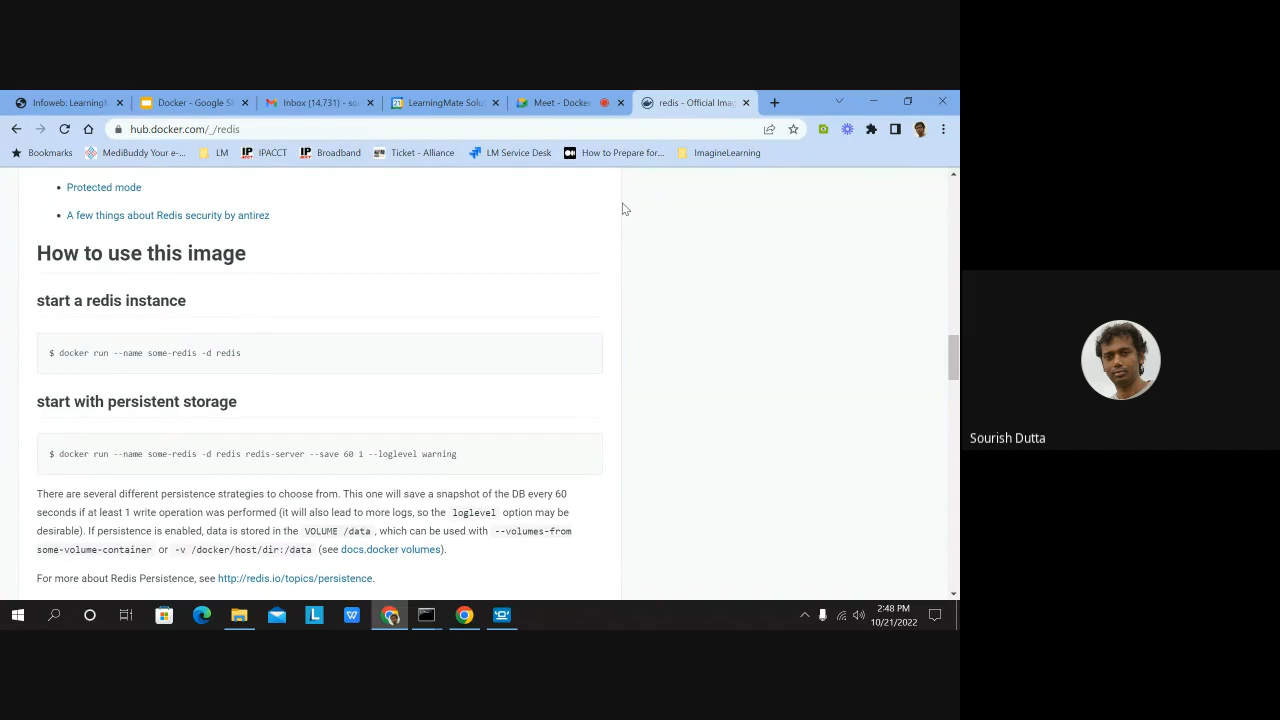 Infoweb: LearningM
Docker - Google Sl
Inbox (14,731) - so
LearningMate Solu
Meet - Docke
redis - Official Imag
hub.docker.com/_/redis
Bookmarks
MediBuddy Your e-...
LM
IPACCT
Broadband
Ticket - Alliance
LM Service Desk
How to Prepare for...
ImagineLearning
Protected mode
A few things about Redis security by antirez
How to use this image
start a redis instance
$ docker run --name some-redis -d redis
start with persistent storage
$ docker run --name some-redis -d redis redis-server --save 60 1 --loglevel warning
There are several different persistence strategies to choose from. This one will save a snapshot of the DB every 60
seconds if at least 1 write operation was performed (it will also lead to more logs, so the loglevel option may be
desirable). If persistence is enabled, data is stored in the VOLUME /data , which can be used with --volumes-from
some-volume-container or -v /docker/host/dir:/data (see docs.docker volumes).
For more about Redis Persistence, see http://redis.io/topics/persistence.
Sourish Dutta
2:48 PM
10/21/2022